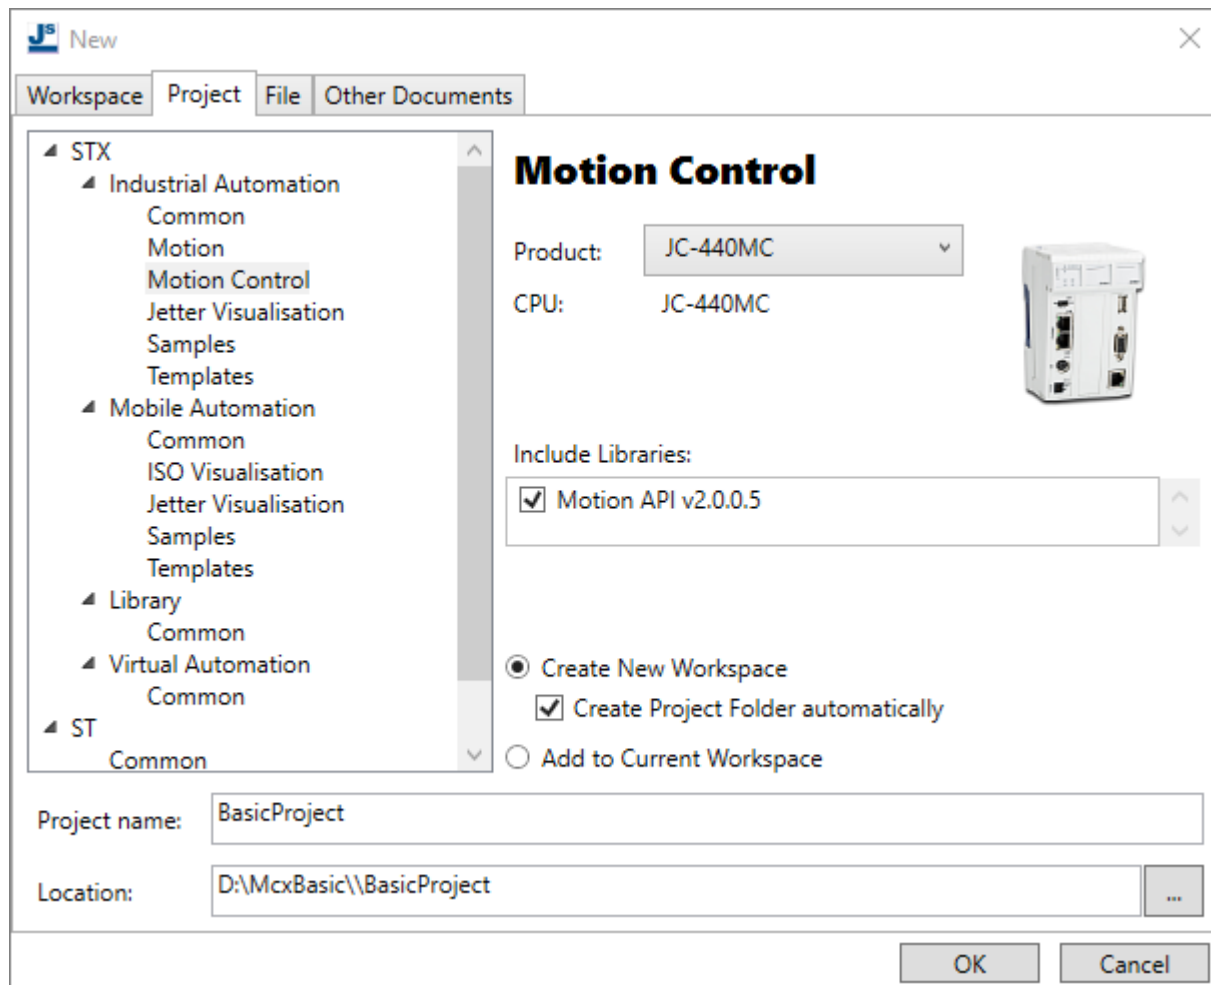 JS New
Workspace Project File Other Documents
STX
Industrial Automation
Common
Motion
Motion Control
Jetter Visualisation
Samples
Templates
Mobile Automation
Common
ISO Visualisation
Jetter Visualisation
Samples
Templates
Library
Common
Virtual Automation
Common
ST
Common
Motion Control
Product: JC-440MC
CPU: JC-440MC
Include Libraries:
Motion API v2.0.0.5
Create New Workspace
Create Project Folder automatically
Add to Current Workspace
Project name: BasicProject
Location: D:\McxBasic\\BasicProject ...
OK Cancel